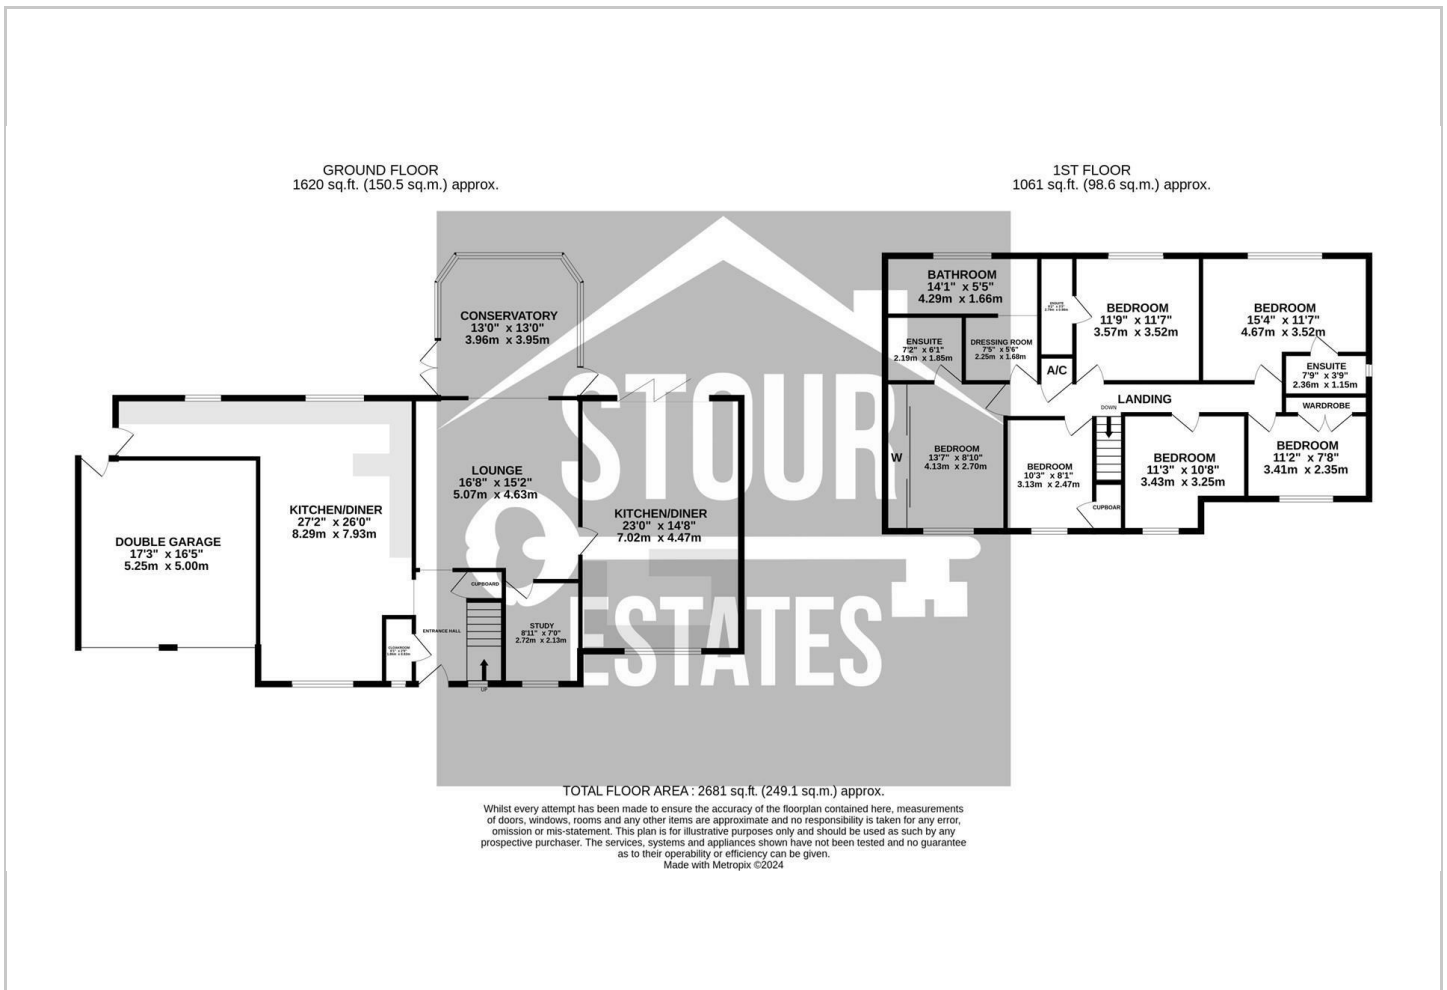 GROUND FLOOR
1620 sq.ft. (150.5 sq.m.) approx.
1ST FLOOR
1061 sq.ft. (98.6 sq.m.) approx.
CONSERVATORY
13'0" x 13'0"
3.96m x 3.95m
LOUNGE
16'8" x 15'2"
5.07m x 4.63m
KITCHEN/DINER
27'2" x 26'0"
8.29m x 7.93m
KITCHEN/DINER
23'0" x 14'8"
7.02m x 4.47m
DOUBLE GARAGE
17'3" x 16'5"
5.25m x 5.00m
CUPBOARD
ENTRANCE HALL
STUDY
8'11" x 7'0"
2.72m x 2.13m
CLOAKROOM
UP
BATHROOM
14'1" x 5'5"
4.29m x 1.66m
ENSUITE
7'2" x 6'1"
2.19m x 1.85m
DRESSING ROOM
7'5" x 5'6"
2.25m x 1.68m
ENSUITE
A/C
BEDROOM
11'9" x 11'7"
3.57m x 3.52m
BEDROOM
15'4" x 11'7"
4.67m x 3.52m
ENSUITE
7'9" x 3'9"
2.36m x 1.15m
WARDROBE
LANDING
DOWN
W
BEDROOM
13'7" x 8'10"
4.13m x 2.70m
BEDROOM
10'3" x 8'1"
3.13m x 2.47m
CUPBOAR
BEDROOM
11'3" x 10'8"
3.43m x 3.25m
BEDROOM
11'2" x 7'8"
3.41m x 2.35m
STOUR
ESTATES
TOTAL FLOOR AREA : 2681 sq.ft. (249.1 sq.m.) approx.
Whilst every attempt has been made to ensure the accuracy of the floorplan contained here, measurements
of doors, windows, rooms and any other items are approximate and no responsibility is taken for any error,
omission or mis-statement. This plan is for illustrative purposes only and should be used as such by any
prospective purchaser. The services, systems and appliances shown have not been tested and no guarantee
as to their operability or efficiency can be given.
Made with Metropix ©2024